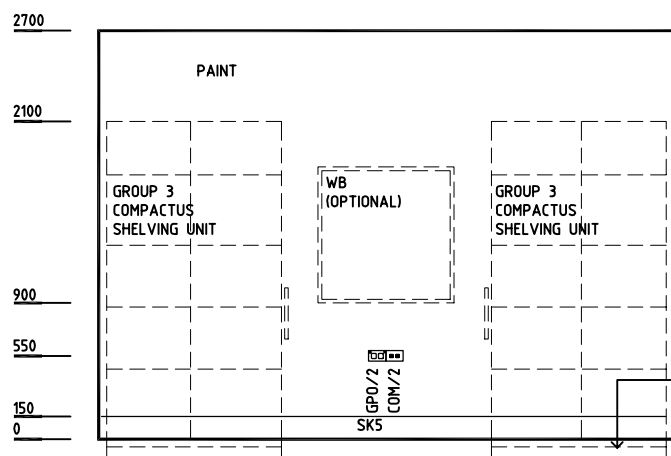 2700
PAINT
2100
GROUP 3
COMPACTUS
SHELVING UNIT
WB
(OPTIONAL)
GROUP 3
COMPACTUS
SHELVING UNIT
900
550
GPO/2
COM/2
150
0
SK5